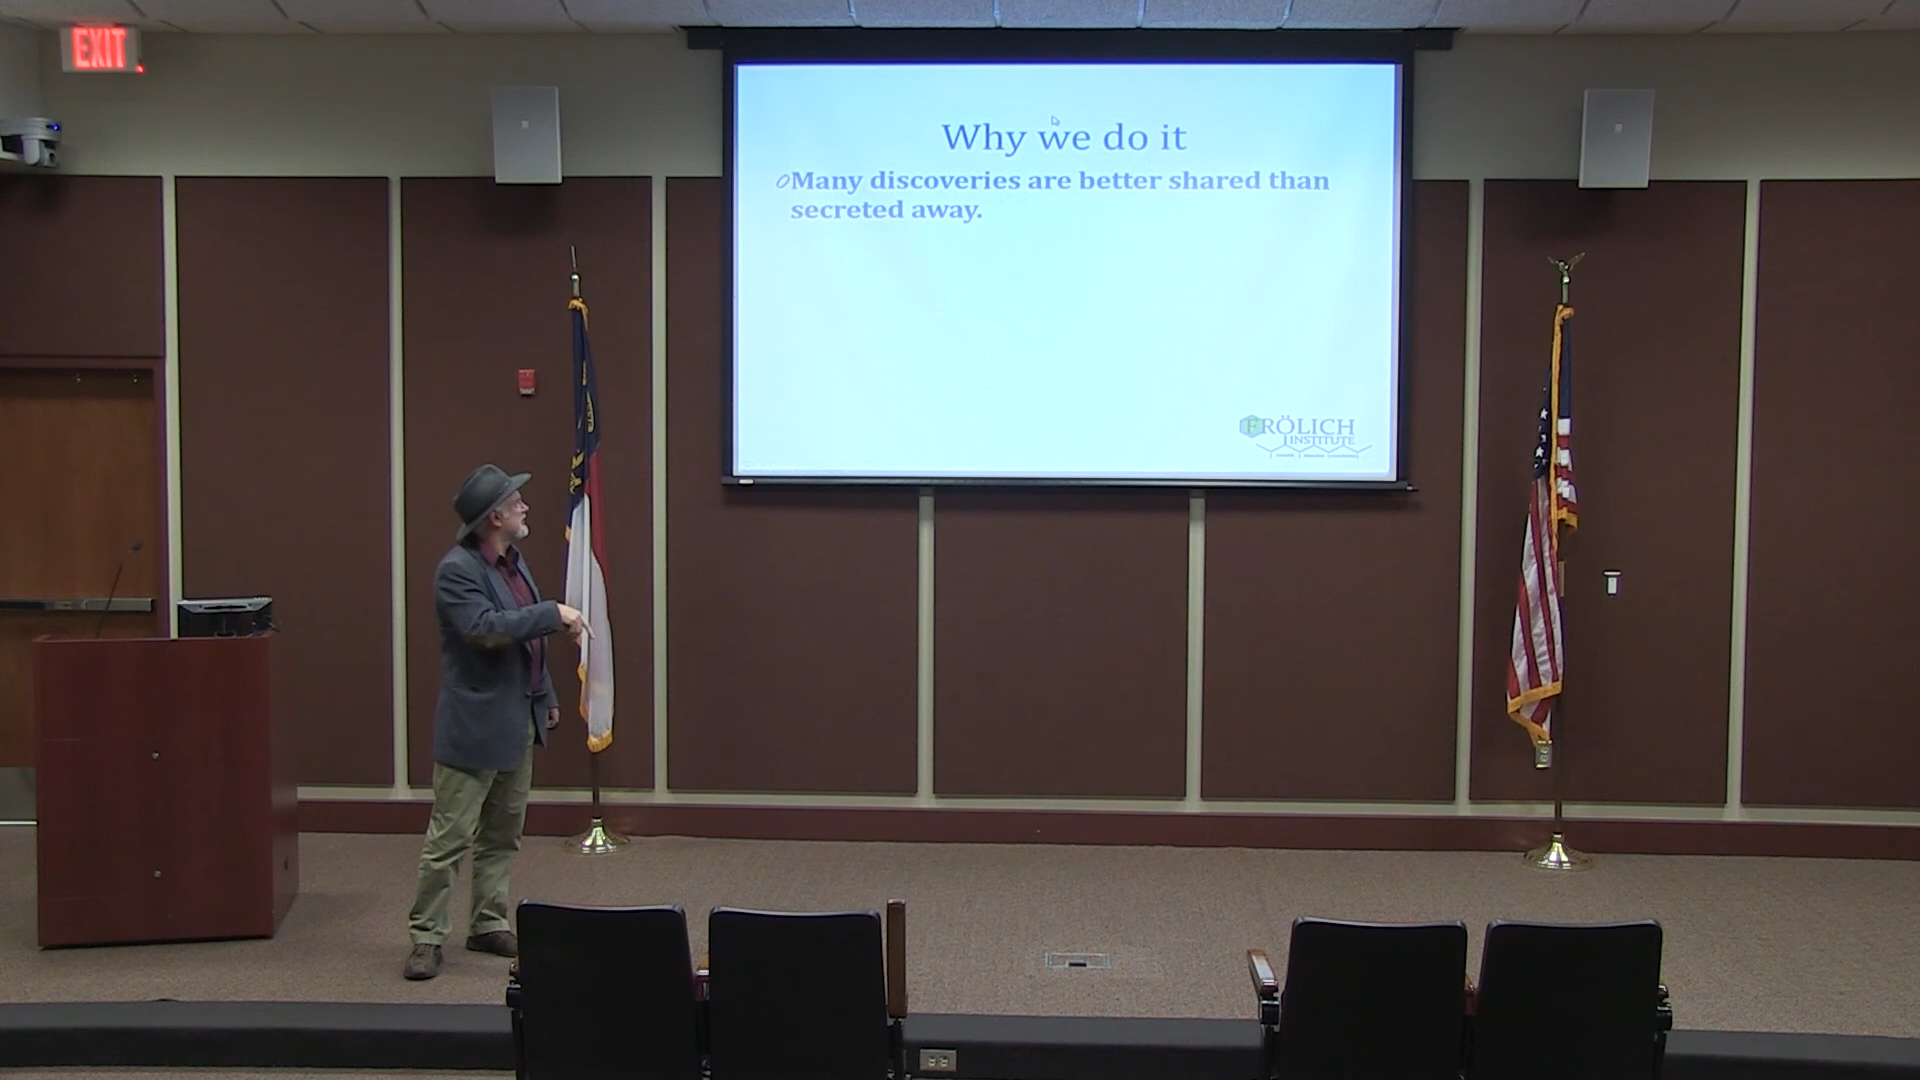 EXIT
Why we do it
Many discoveries are better shared than
secreted away.
FRÖLICH
INSTITUTE